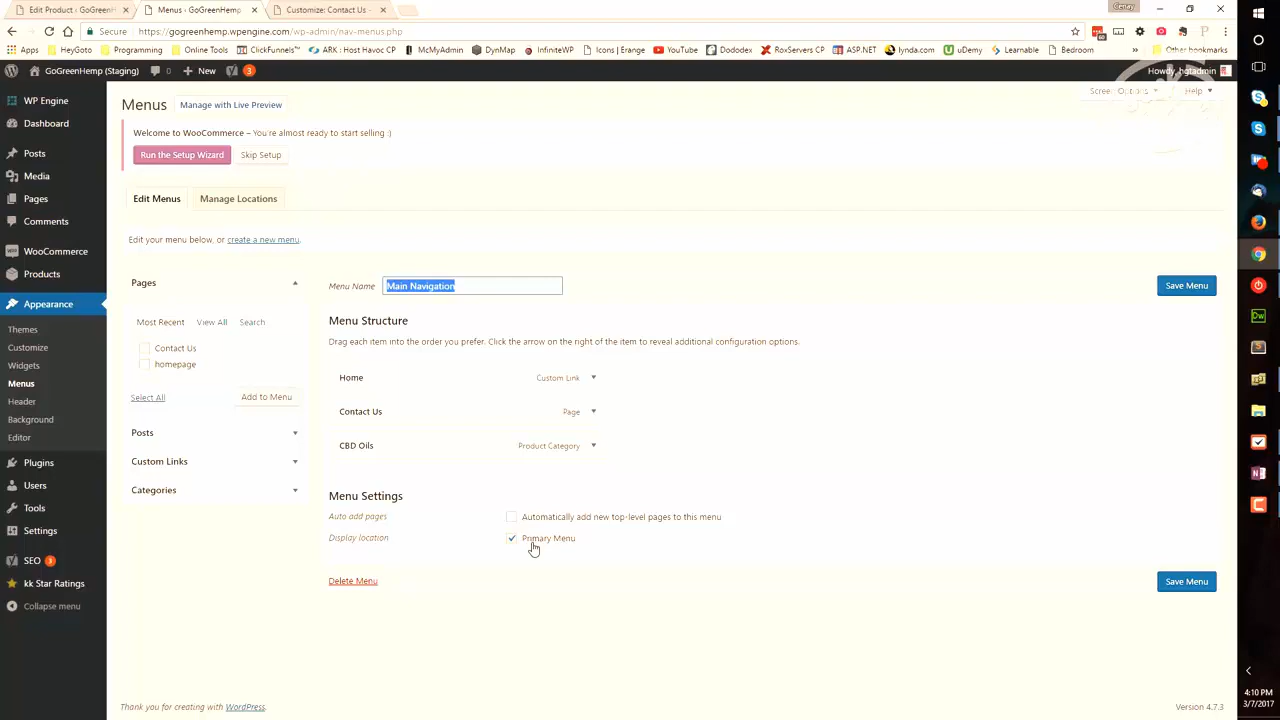 Edit Product ‹ GoGreenH
Menus ‹ GoGreenHemp
Customize: Contact Us –
Cenay
Secure
https://gogreenhemp.wpengine.com/wp-admin/nav-menus.php
Apps HeyGoto Programming Online Tools ClickFunnels™ ARK : Host Havoc CP McMyAdmin DynMap InfiniteWP Icons | Erange YouTube Dododex RoxServers CP ASP.NET lynda.com uDemy Learnable Bedroom » Other bookmarks
GoGreenHemp (Staging) 0 New 3 Howdy, hgtadmin
Screen Options Help
WP Engine
Dashboard
Posts
Media
Pages
Comments
WooCommerce
Products
Appearance
Themes
Customize
Widgets
Menus
Header
Background
Editor
Plugins
Users
Tools
Settings
SEO 3
kk Star Ratings
Collapse menu
Menus Manage with Live Preview
Welcome to WooCommerce – You're almost ready to start selling :)
Run the Setup Wizard Skip Setup
Edit Menus Manage Locations
Edit your menu below, or create a new menu.
Pages
Most Recent View All Search
Contact Us
homepage
Select All Add to Menu
Posts
Custom Links
Categories
Menu Name Main Navigation Save Menu
Menu Structure
Drag each item into the order you prefer. Click the arrow on the right of the item to reveal additional configuration options.
Home Custom Link
Contact Us Page
CBD Oils Product Category
Menu Settings
Auto add pages Automatically add new top-level pages to this menu
Display location Primary Menu
Delete Menu Save Menu
Thank you for creating with WordPress.
Version 4.7.3
4:10 PM
3/7/2017